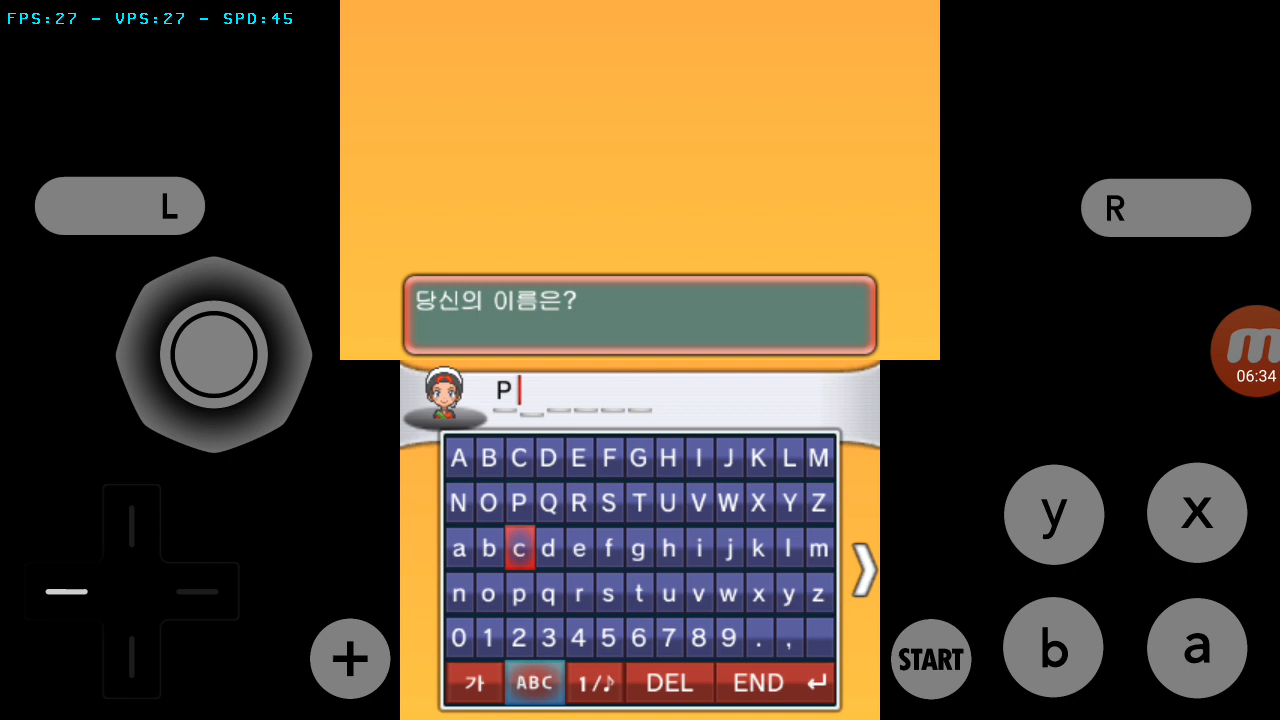 FPS:27 - VPS:27 - SPD:45
L
R
당신의 이름은?
06:34
P
A B C D E F G H I J K L M
N O P Q R S T U V W X Y Z
a b c d e f g h i j k l m
n o p q r s t u v w x y z
0 1 2 3 4 5 6 7 8 9 . ,
가 ABC 1/♪ DEL END ↵
y x
b a
+ START